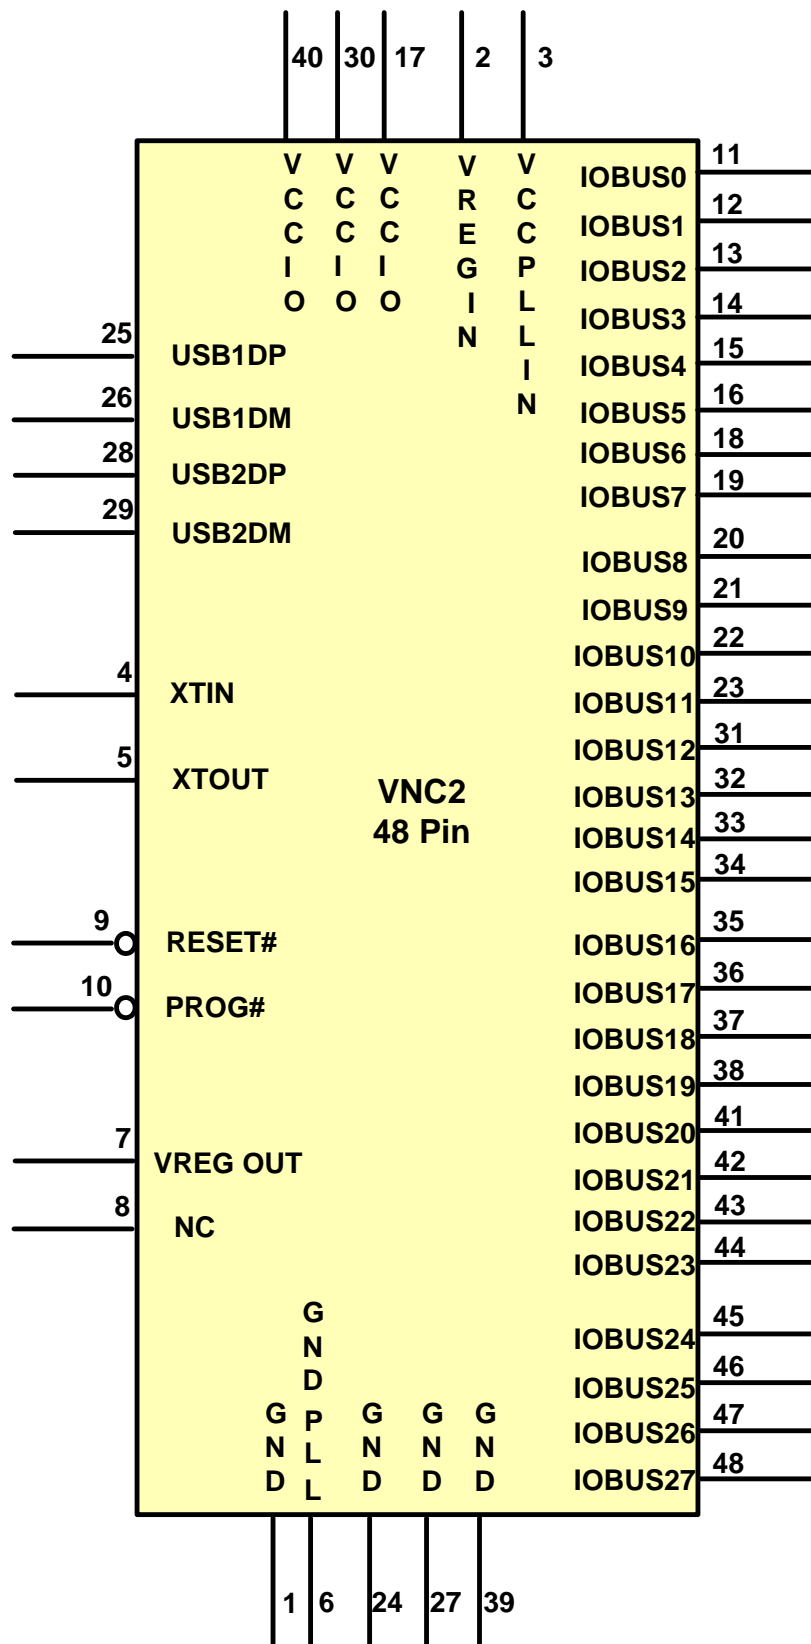 40 30 17 2 3
VCCIO VCCIO VCCIO VREGIN VCCPLLIN
25 USB1DP
26 USB1DM
28 USB2DP
29 USB2DM
4 XTIN
5 XTOUT
9 RESET#
10 PROG#
7 VREG OUT
8 NC
VNC2
48 Pin
IOBUS0 11
IOBUS1 12
IOBUS2 13
IOBUS3 14
IOBUS4 15
IOBUS5 16
IOBUS6 18
IOBUS7 19
IOBUS8 20
IOBUS9 21
IOBUS10 22
IOBUS11 23
IOBUS12 31
IOBUS13 32
IOBUS14 33
IOBUS15 34
IOBUS16 35
IOBUS17 36
IOBUS18 37
IOBUS19 38
IOBUS20 41
IOBUS21 42
IOBUS22 43
IOBUS23 44
IOBUS24 45
IOBUS25 46
IOBUS26 47
IOBUS27 48
GND GND PLL GND GND GND
1 6 24 27 39